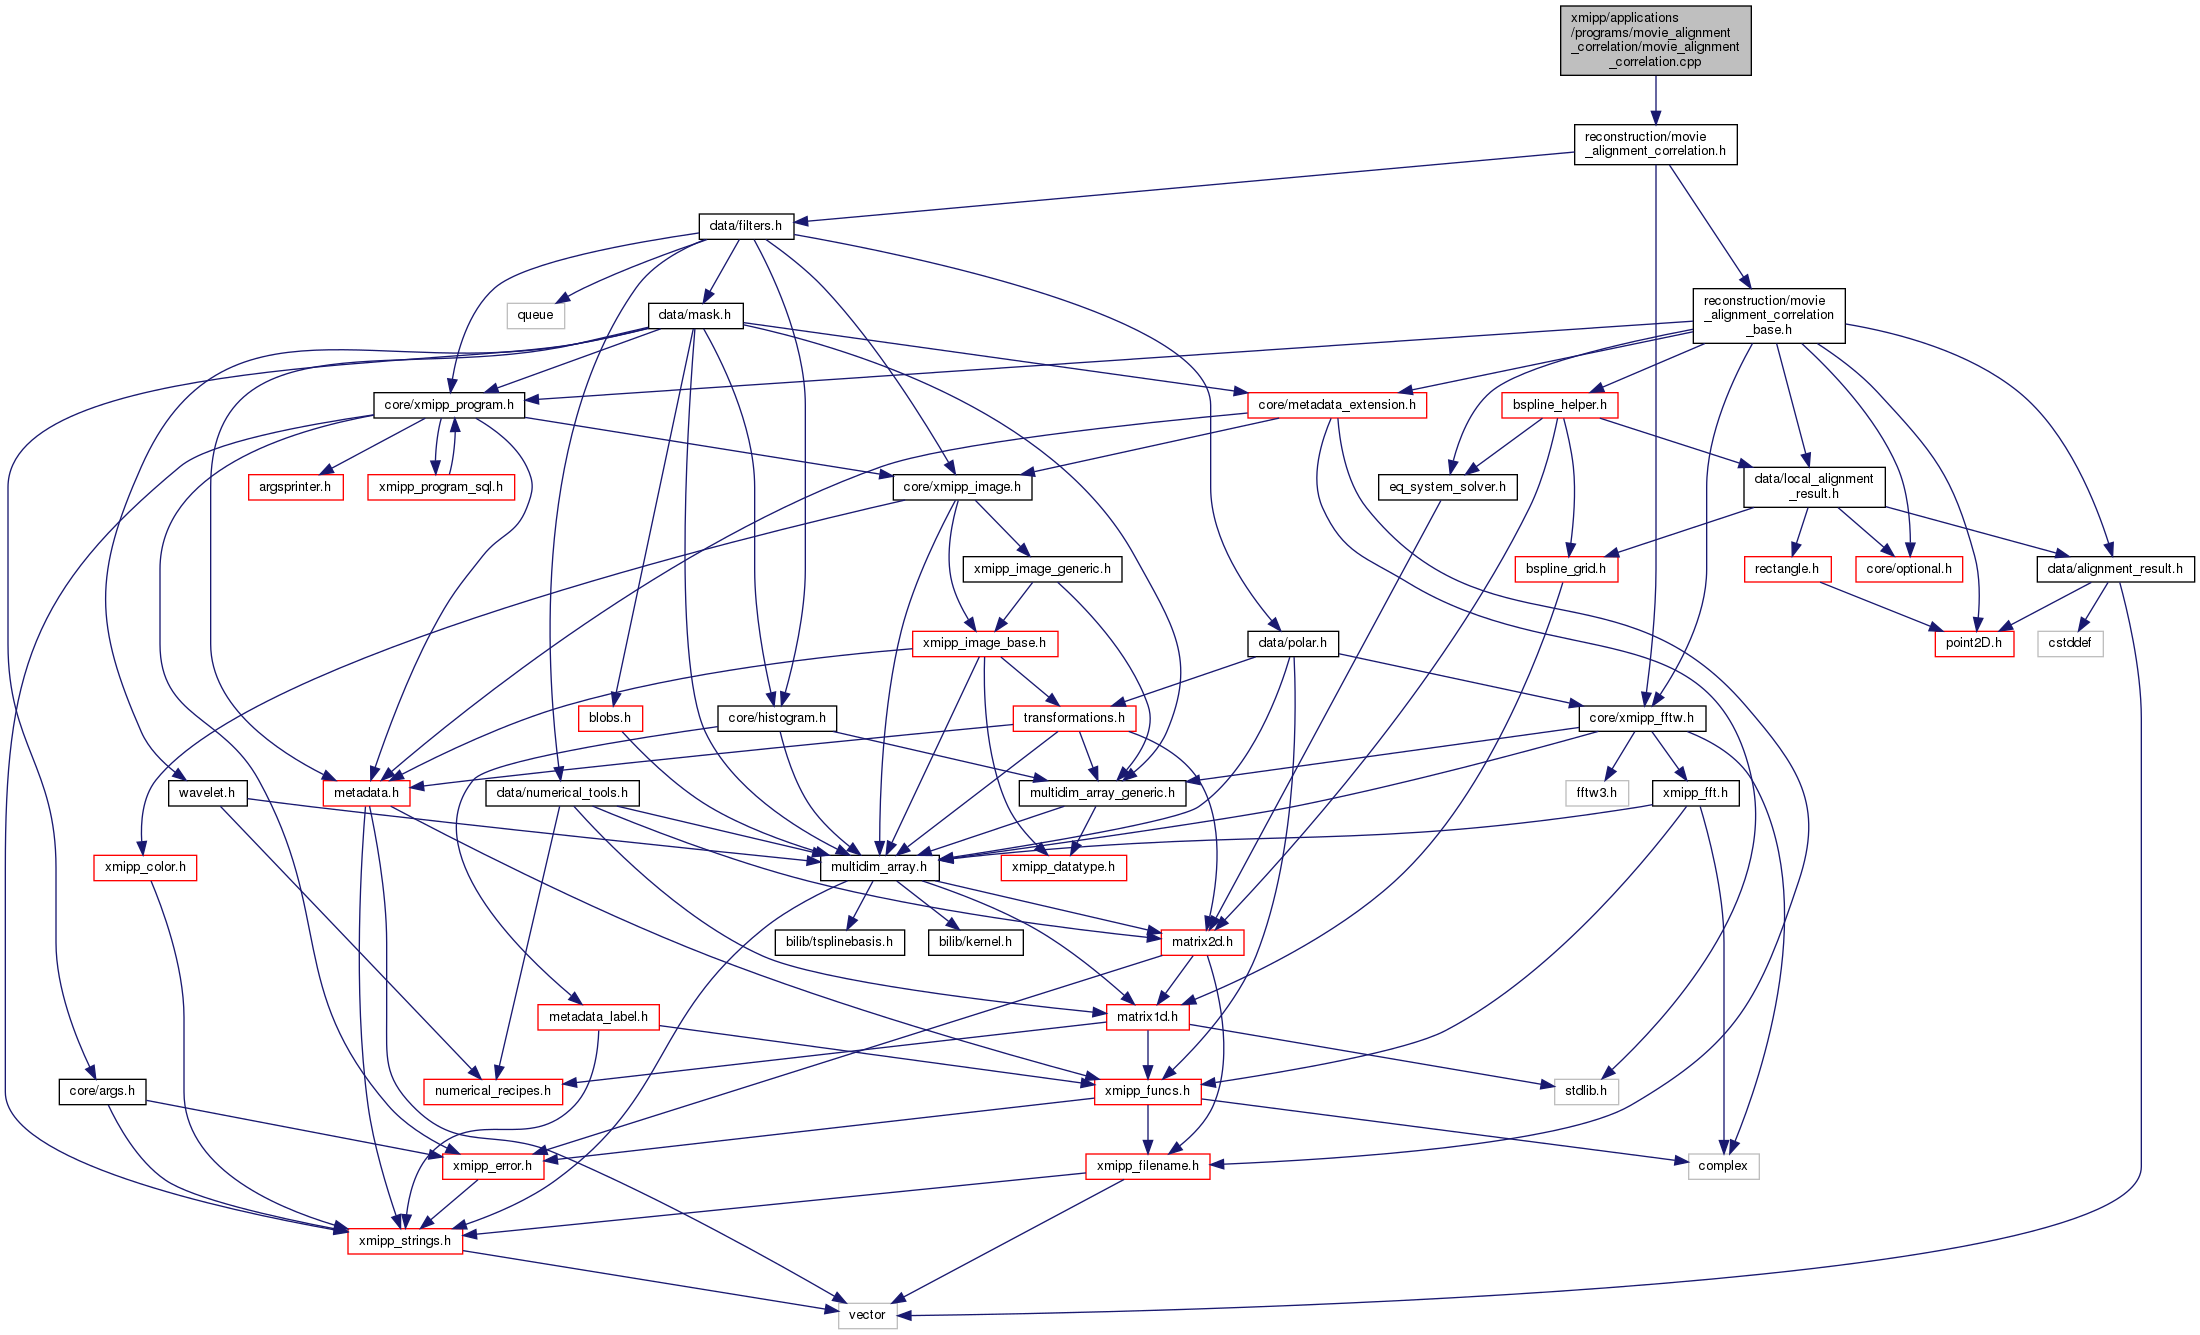 xmipp/applications
/programs/movie_alignment
_correlation/movie_alignment
_correlation.cpp
reconstruction/movie
_alignment_correlation.h
data/filters.h
queue
data/mask.h
reconstruction/movie
_alignment_correlation
_base.h
core/xmipp_program.h
core/metadata_extension.h
bspline_helper.h
argsprinter.h
xmipp_program_sql.h
core/xmipp_image.h
eq_system_solver.h
data/local_alignment
_result.h
xmipp_image_generic.h
bspline_grid.h
rectangle.h
core/optional.h
data/alignment_result.h
xmipp_image_base.h
data/polar.h
point2D.h
cstddef
blobs.h
core/histogram.h
transformations.h
core/xmipp_fftw.h
wavelet.h
metadata.h
data/numerical_tools.h
multidim_array_generic.h
fftw3.h
xmipp_fft.h
xmipp_color.h
multidim_array.h
xmipp_datatype.h
bilib/tsplinebasis.h
bilib/kernel.h
matrix2d.h
metadata_label.h
matrix1d.h
core/args.h
numerical_recipes.h
xmipp_funcs.h
stdlib.h
xmipp_error.h
xmipp_filename.h
complex
xmipp_strings.h
vector